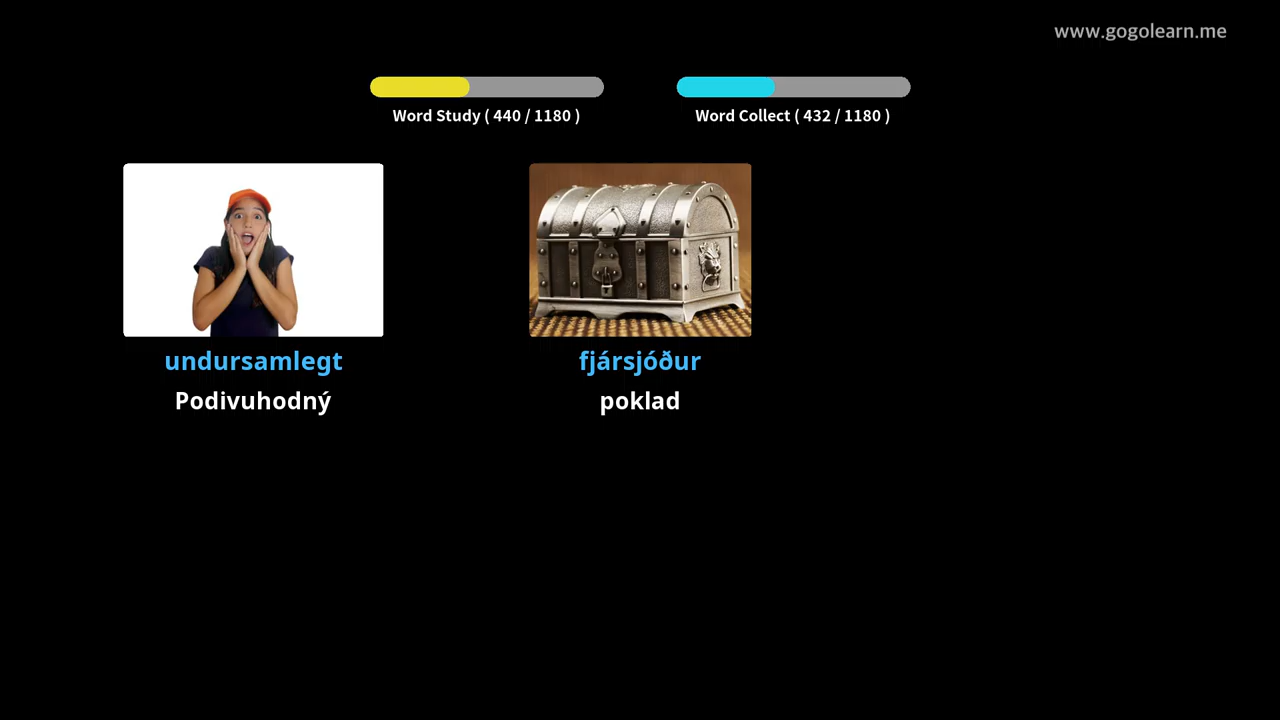 www.gogolearn.me
Word Study ( 440 / 1180 )
Word Collect ( 432 / 1180 )
undursamlegt
fjársjóður
Podivuhodný
poklad